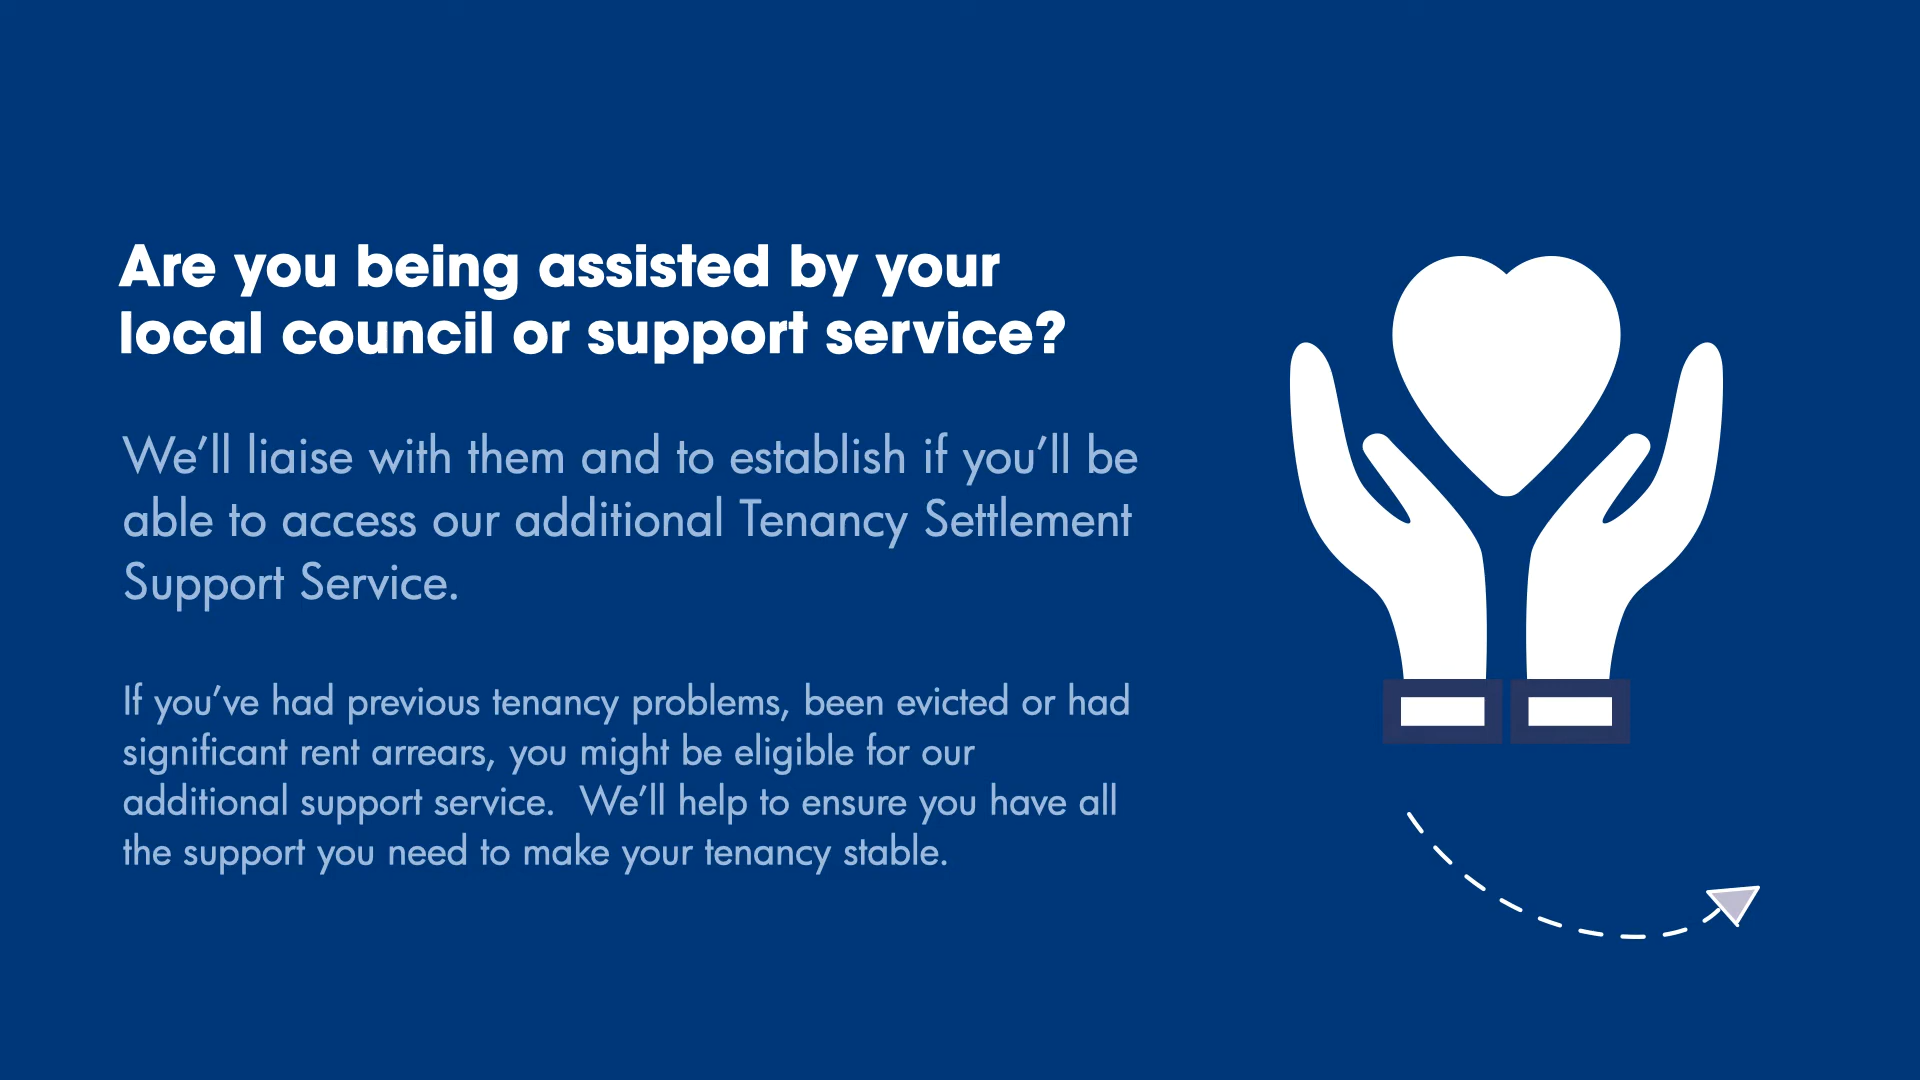 Are you being assisted by your
local council or support service?
We’ll liaise with them and to establish if you’ll be
able to access our additional Tenancy Settlement
Support Service.
If you’ve had previous tenancy problems, been evicted or had
significant rent arrears, you might be eligible for our
additional support service.  We’ll help to ensure you have all
the support you need to make your tenancy stable.